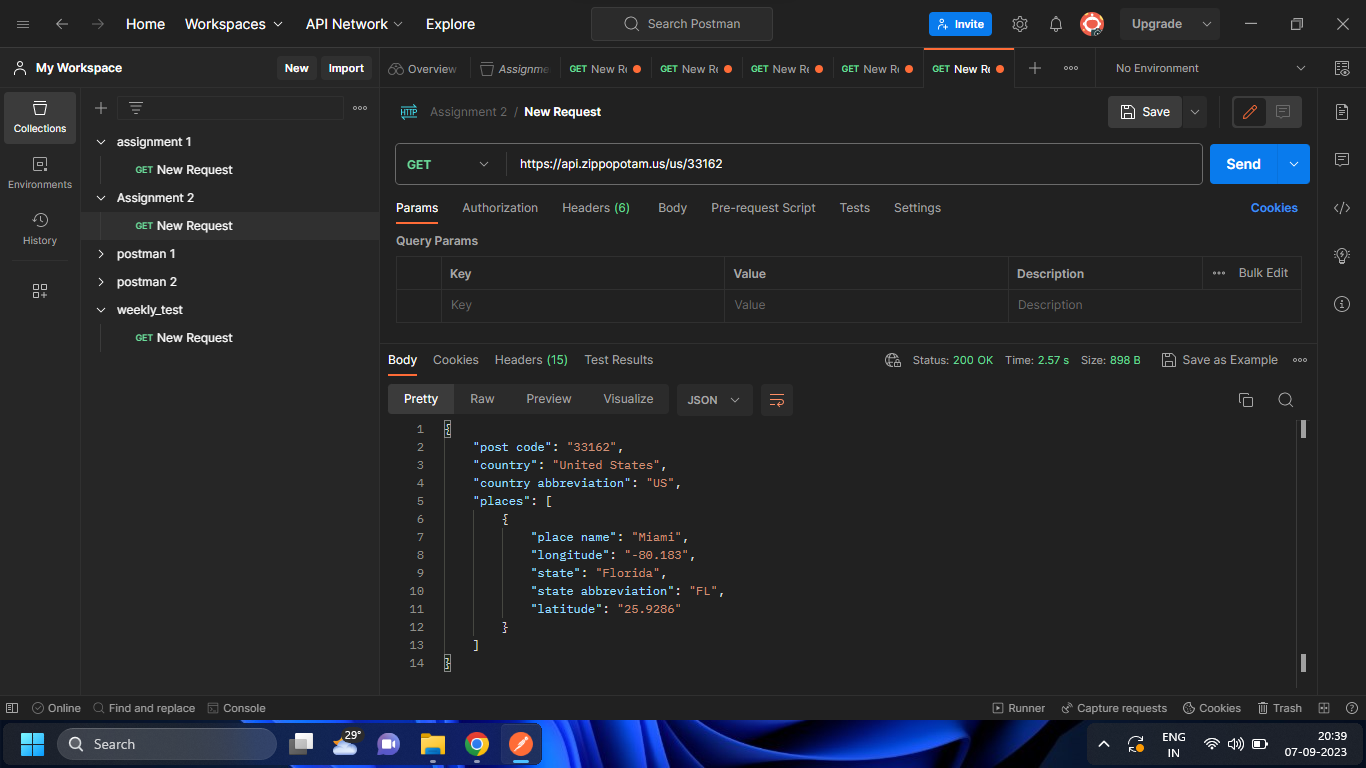 Home Workspaces API Network Explore Search Postman Invite Upgrade
My Workspace New Import Overview Assignme GET New Re GET New Re GET New Re GET New Re GET New Re No Environment
Collections
Environments
History
assignment 1
GET New Request
Assignment 2
GET New Request
postman 1
postman 2
weekly_test
GET New Request
HTTP Assignment 2 / New Request Save
GET https://api.zippopotam.us/us/33162 Send
Params Authorization Headers (6) Body Pre-request Script Tests Settings Cookies
Query Params
Key Value Description Bulk Edit
Key Value Description
Body Cookies Headers (15) Test Results Status: 200 OK Time: 2.57 s Size: 898 B Save as Example
Pretty Raw Preview Visualize JSON
1 {
2 "post code": "33162",
3 "country": "United States",
4 "country abbreviation": "US",
5 "places": [
6 {
7 "place name": "Miami",
8 "longitude": "-80.183",
9 "state": "Florida",
10 "state abbreviation": "FL",
11 "latitude": "25.9286"
12 }
13 ]
14 }
Online Find and replace Console Runner Capture requests Cookies Trash
Search 29° ENG 20:39
IN 07-09-2023